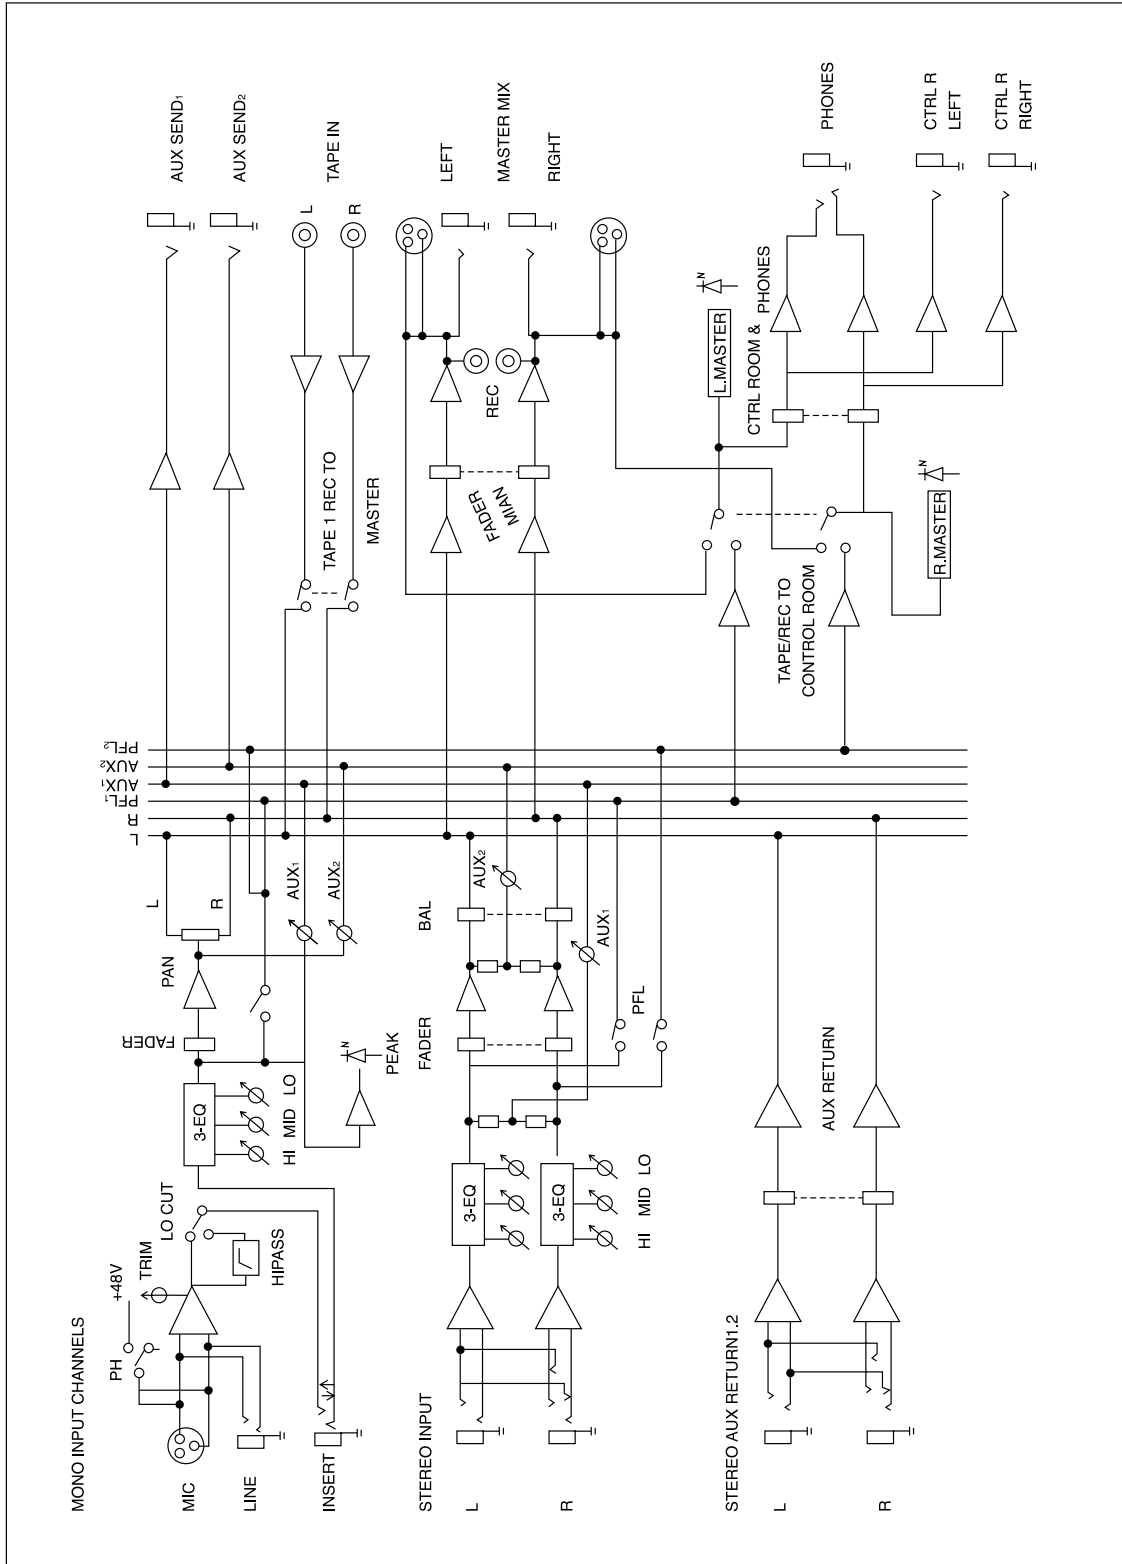 MONO INPUT CHANNELS
MIC
LINE
INSERT
PH
+48V
TRIM
LO CUT
HIPASS
3-EQ
HI MID LO
FADER
PEAK
PAN
L
R
AUX1
AUX2
STEREO INPUT
L
R
3-EQ
3-EQ
HI MID LO
FADER
PFL
BAL
AUX2
AUX1
STEREO AUX RETURN1.2
L
R
AUX RETURN
L
R
PFL1
AUX1
AUX2
PFL2
AUX SEND1
AUX SEND2
TAPE IN
L
R
TAPE 1 REC TO
MASTER
FADER
MIAN
REC
LEFT
MASTER MIX
RIGHT
TAPE/REC TO
CONTROL ROOM
L.MASTER
N
R.MASTER
N
CTRL ROOM &
PHONES
PHONES
CTRL R
LEFT
CTRL R
RIGHT
N